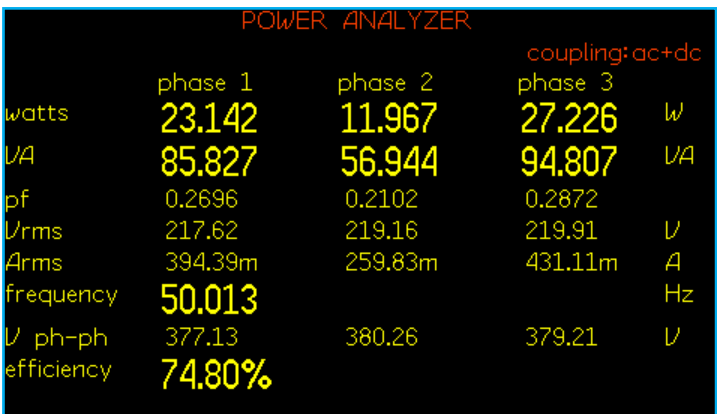 POWER ANALYZER
coupling:ac+dc
phase 1 phase 2 phase 3
watts 23.142 11.967 27.226 W
VA 85.827 56.944 94.807 VA
pf 0.2696 0.2102 0.2872
Vrms 217.62 219.16 219.91 V
Arms 394.39m 259.83m 431.11m A
frequency 50.013 Hz
V ph-ph 377.13 380.26 379.21 V
efficiency 74.80%